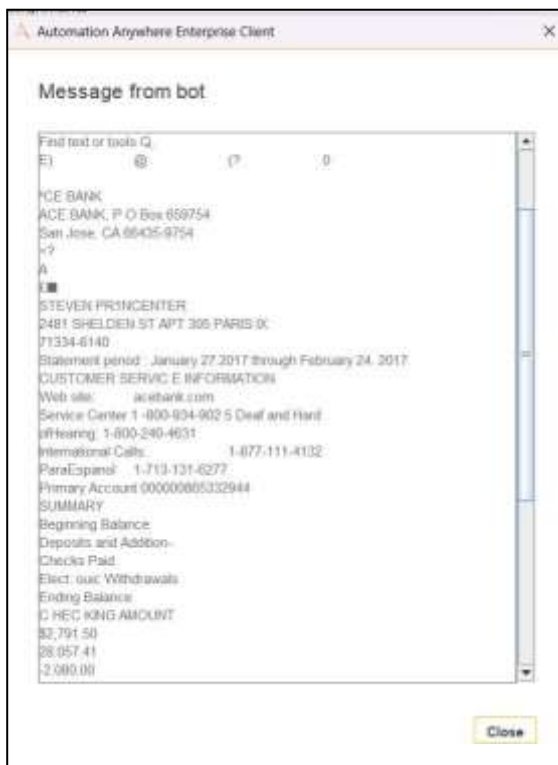 Automation Anywhere Enterprise Client
Message from bot
Find text or tools Q
E) @ (? 0
*CE BANK
ACE BANK, P O Box 659754
San Jose, CA 66435-9754
<?
A
£■
STEVEN PR1NCENTER
2481 SHELDEN ST APT 305 PARIS IX
71334-6140
Statement period : January 27 2017 through February 24, 2017
CUSTOMER SERVIC E INFORMATION
Web site: acebank.com
Service Center 1 -800-934-902 5 Deaf and Hard
ofHearing: 1-800-240-4631
International Calls: 1-877-111-4132
ParaEspanol: 1-713-131-6277
Primary Account 000000865332944
SUMMARY
Beginning Balance
Deposits and Addition-
Checks Paid
Elect. ouic Withdrawals
Ending Balance
C HEC KING AMOUNT
$2,791.50
28.057.41
-2,080.00
Close